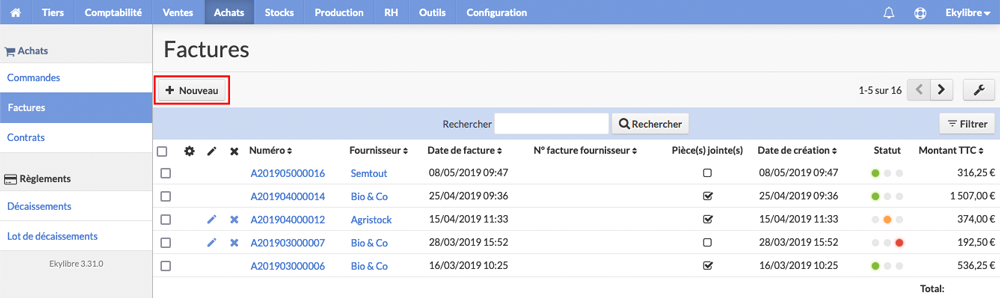 Tiers Comptabilité Ventes Achats Stocks Production RH Outils Configuration Ekylibre
Achats
Commandes
Factures
Contrats
Règlements
Décaissements
Lot de décaissements
Ekylibre 3.31.0
Factures
+ Nouveau 1-5 sur 16
Rechercher Rechercher Filtrer
Numéro Fournisseur Date de facture N° facture fournisseur Pièce(s) jointe(s) Date de création Statut Montant TTC
A201905000016 Semtout 08/05/2019 09:47 08/05/2019 09:47 316,25 €
A201904000014 Bio & Co 25/04/2019 09:36 25/04/2019 09:36 1 507,00 €
A201904000012 Agristock 15/04/2019 11:33 15/04/2019 11:33 374,00 €
A201903000007 Bio & Co 28/03/2019 15:52 28/03/2019 15:52 192,50 €
A201903000006 Bio & Co 16/03/2019 10:25 16/03/2019 10:25 536,25 €
Total: